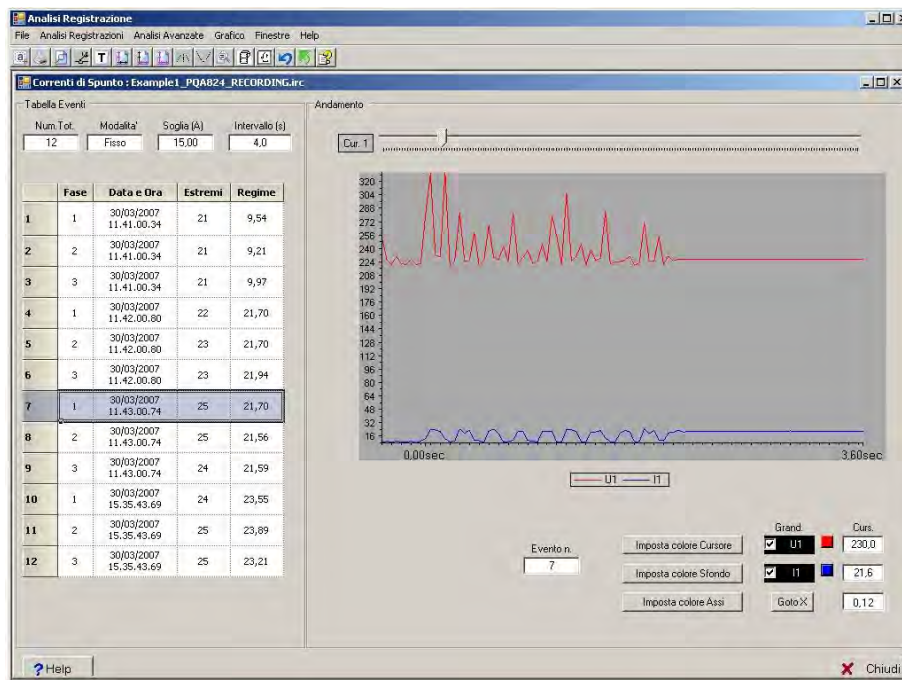 Analisi Registrazione
File Analisi Registrazioni Analisi Avanzate Grafico Finestre Help
Correnti di Spunto : Example1_PQA824_RECORDING.irc
Tabella Eventi
Num.Tot. Modalita' Soglia (A) Intervallo (s)
12 Fisso 15,00 4,0
Fase Data e Ora Estremi Regime
1 1 30/03/2007 11.41.00.34 21 9,54
2 2 30/03/2007 11.41.00.34 21 9,21
3 3 30/03/2007 11.41.00.34 21 9,97
4 1 30/03/2007 11.42.00.80 22 21,70
5 2 30/03/2007 11.42.00.80 23 21,70
6 3 30/03/2007 11.42.00.80 23 21,94
7 1 30/03/2007 11.43.00.74 25 21,70
8 2 30/03/2007 11.43.00.74 25 21,56
9 3 30/03/2007 11.43.00.74 24 21,59
10 1 30/03/2007 15.35.43.69 24 23,55
11 2 30/03/2007 15.35.43.69 25 23,89
12 3 30/03/2007 15.35.43.69 25 23,21
Andamento
Cur. 1
320
304
288
272
256
240
224
208
192
176
160
144
128
112
96
80
64
48
32
16
0.00sec 3.60sec
U1 I1
Evento n.
7
Imposta colore Cursore
Imposta colore Sfondo
Imposta colore Assi
Grand. Curs.
U1 230,0
I1 21,6
Goto X 0,12
? Help
Chiudi